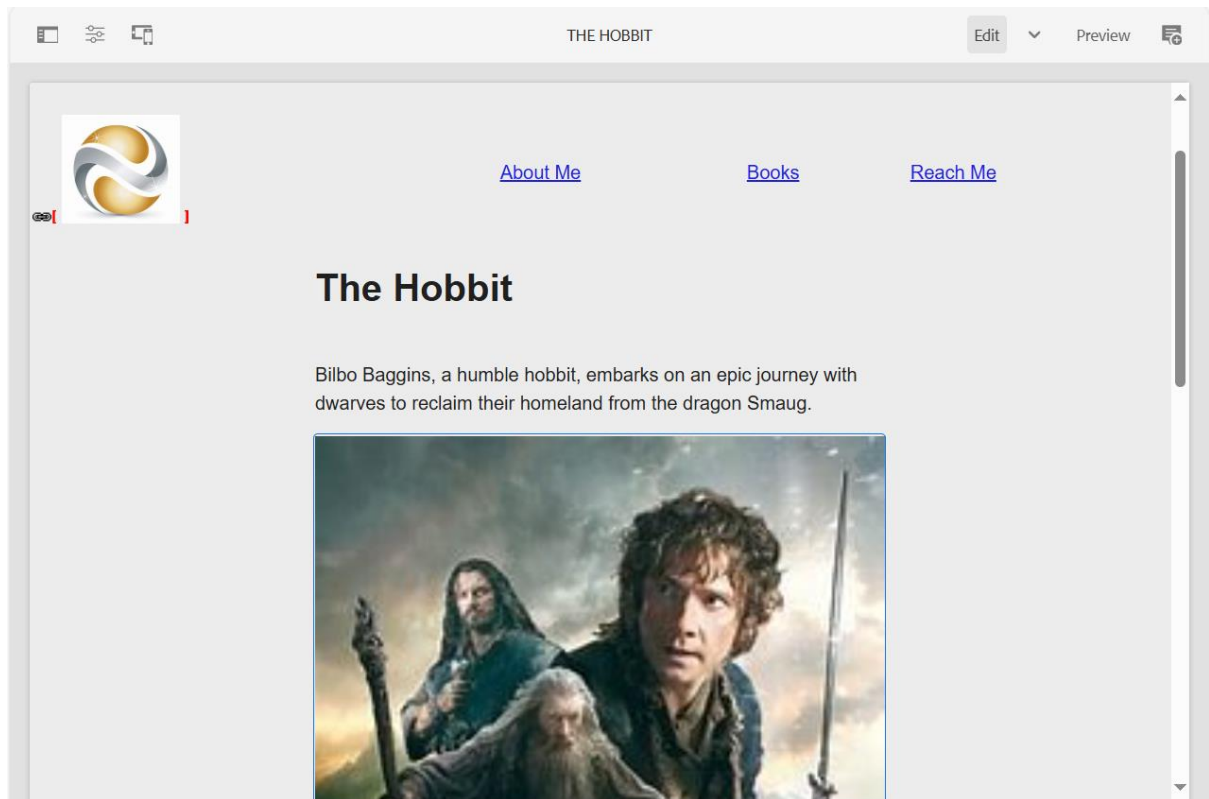 THE HOBBIT
Edit
Preview
About Me
Books
Reach Me
[ ]
The Hobbit
Bilbo Baggins, a humble hobbit, embarks on an epic journey with
dwarves to reclaim their homeland from the dragon Smaug.